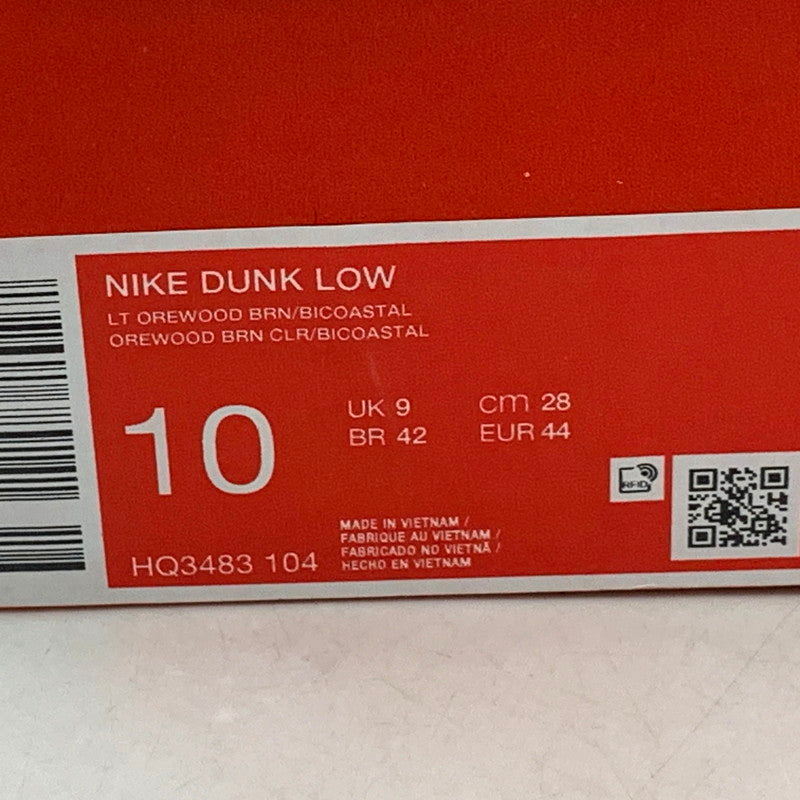 NIKE DUNK LOW
LT OREWOOD BRN/BICOASTAL
OREWOOD BRN CLR/BICOASTAL
10
UK 9 cm 28
BR 42 EUR 44
RFID
HQ3483 104
MADE IN VIETNAM /
FABRIQUE AU VIETNAM /
FABRICADO NO VIETNÃ /
HECHO EN VIETNAM